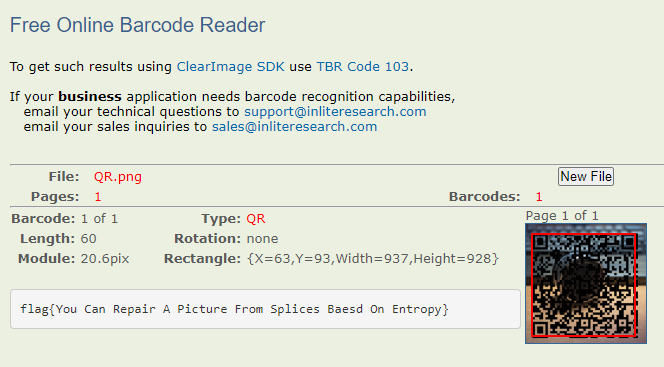 Free Online Barcode Reader
To get such results using ClearImage SDK use TBR Code 103.
If your business application needs barcode recognition capabilities,
email your technical questions to support@inliteresearch.com
email your sales inquiries to sales@inliteresearch.com
File: QR.png New File
Pages: 1 Barcodes: 1
Barcode: 1 of 1 Type: QR Page 1 of 1
Length: 60 Rotation: none
Module: 20.6pix Rectangle: {X=63,Y=93,Width=937,Height=928}
flag{You Can Repair A Picture From Splices Baesd On Entropy}